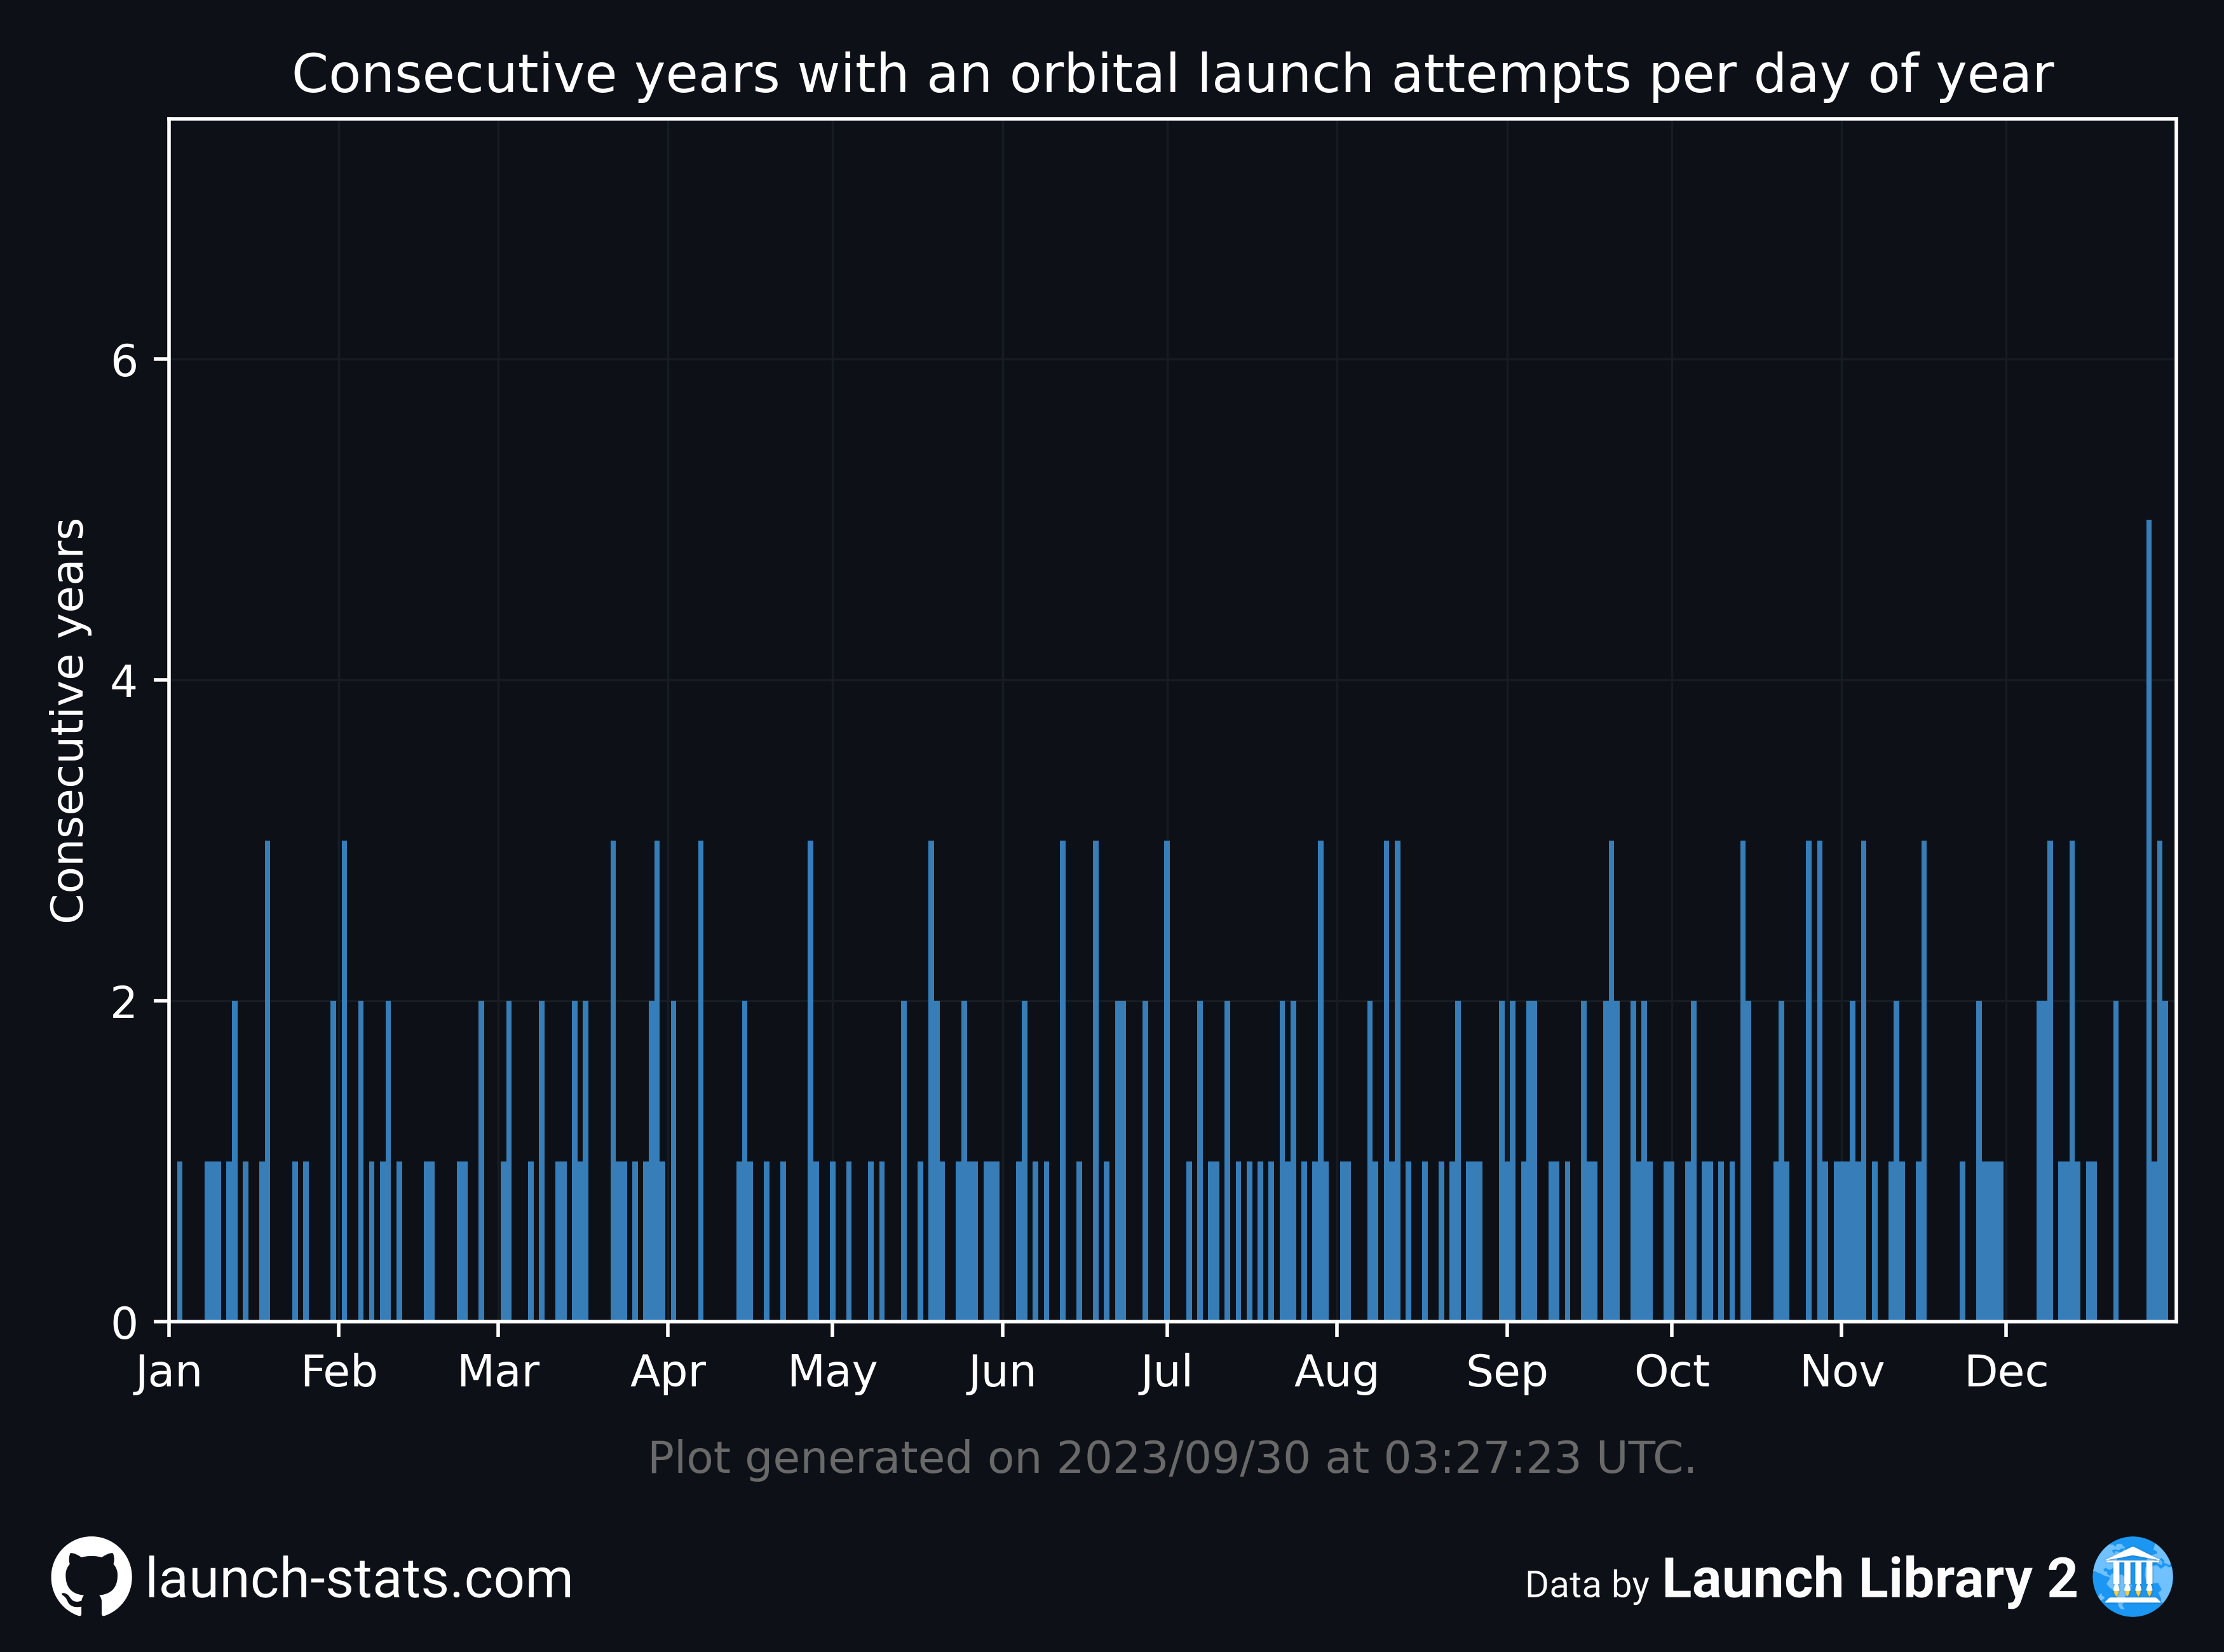 Consecutive years with an orbital launch attempts per day of year
Consecutive years
6
4
2
0
Jan Feb Mar Apr May Jun Jul Aug Sep Oct Nov Dec
Plot generated on 2023/09/30 at 03:27:23 UTC.
launch-stats.com
Data by Launch Library 2